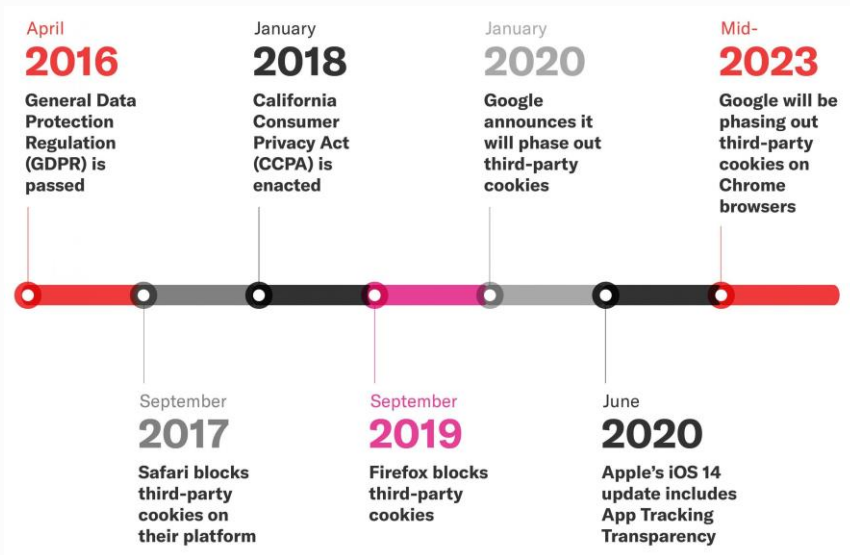 April
2016
General Data
Protection
Regulation
(GDPR) is
passed
January
2018
California
Consumer
Privacy Act
(CCPA) is
enacted
January
2020
Google
announces it
will phase out
third-party
cookies
Mid-
2023
Google will be
phasing out
third-party
cookies on
Chrome
browsers
September
2017
Safari blocks
third-party
cookies on
their platform
September
2019
Firefox blocks
third-party
cookies
June
2020
Apple's iOS 14
update includes
App Tracking
Transparency